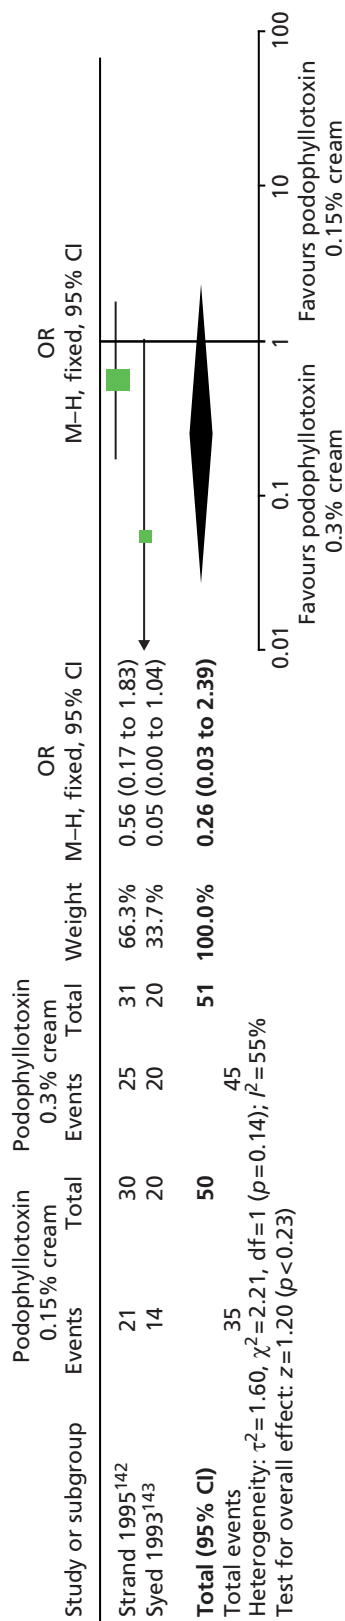 Podophyllotoxin Podophyllotoxin
0.15% cream 0.3% cream OR OR
Study or subgroup Events Total Events Total Weight M–H, fixed, 95% CI M–H, fixed, 95% CI
Strand 1995142 21 30 25 31 66.3% 0.56 (0.17 to 1.83)
Syed 1993143 14 20 20 20 33.7% 0.05 (0.00 to 1.04)
Total (95% CI) 50 51 100.0% 0.26 (0.03 to 2.39)
Total events 35 45
Heterogeneity: τ2=1.60, χ2=2.21, df=1 (p=0.14); I2=55%
Test for overall effect: z=1.20 (p<0.23)
0.01 0.1 1 10 100
Favours podophyllotoxin Favours podophyllotoxin
0.3% cream 0.15% cream